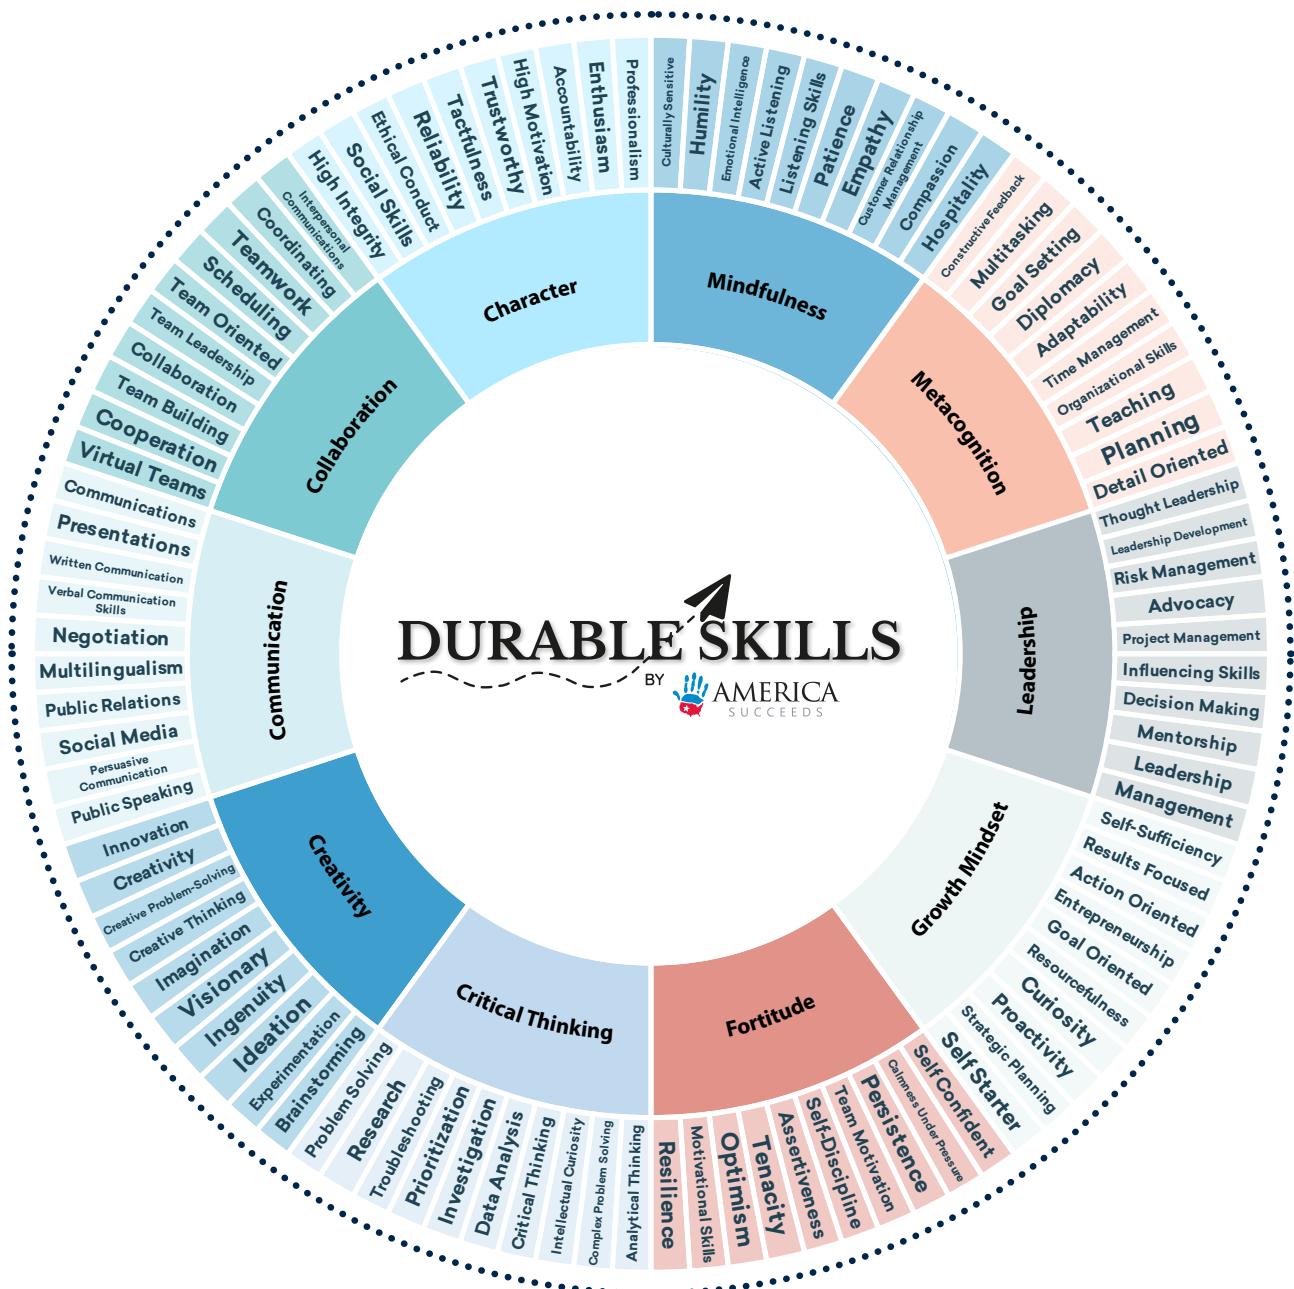 DURABLE SKILLS
BY
AMERICA
SUCCEEDS
Mindfulness
Culturally Sensitive
Humility
Emotional Intelligence
Active Listening
Listening Skills
Patience
Empathy
Customer Relationship
Management
Compassion
Hospitality
Metacognition
Constructive Feedback
Multitasking
Goal Setting
Diplomacy
Adaptability
Time Management
Organizational Skills
Teaching
Planning
Detail Oriented
Leadership
Thought Leadership
Leadership Development
Risk Management
Advocacy
Project Management
Influencing Skills
Decision Making
Mentorship
Leadership
Management
Growth Mindset
Self-Sufficiency
Results Focused
Action Oriented
Entrepreneurship
Goal Oriented
Resourcefulness
Curiosity
Proactivity
Strategic Planning
Self Starter
Fortitude
Self Confident
Calmness Under Pressure
Persistence
Team Motivation
Self-Discipline
Assertiveness
Tenacity
Optimism
Motivational Skills
Resilience
Critical Thinking
Analytical Thinking
Complex Problem Solving
Intellectual Curiosity
Critical Thinking
Data Analysis
Investigation
Prioritization
Troubleshooting
Research
Problem Solving
Creativity
Brainstorming
Experimentation
Ideation
Ingenuity
Visionary
Imagination
Creative Thinking
Creative Problem-Solving
Creativity
Innovation
Communication
Public Speaking
Persuasive
Communication
Social Media
Public Relations
Multilingualism
Negotiation
Verbal Communication
Skills
Written Communication
Presentations
Communications
Collaboration
Virtual Teams
Cooperation
Team Building
Collaboration
Team Leadership
Team Oriented
Scheduling
Teamwork
Coordinating
Interpersonal
Communications
Character
High Integrity
Social Skills
Ethical Conduct
Reliability
Tactfulness
Trustworthy
High Motivation
Accountability
Enthusiasm
Professionalism